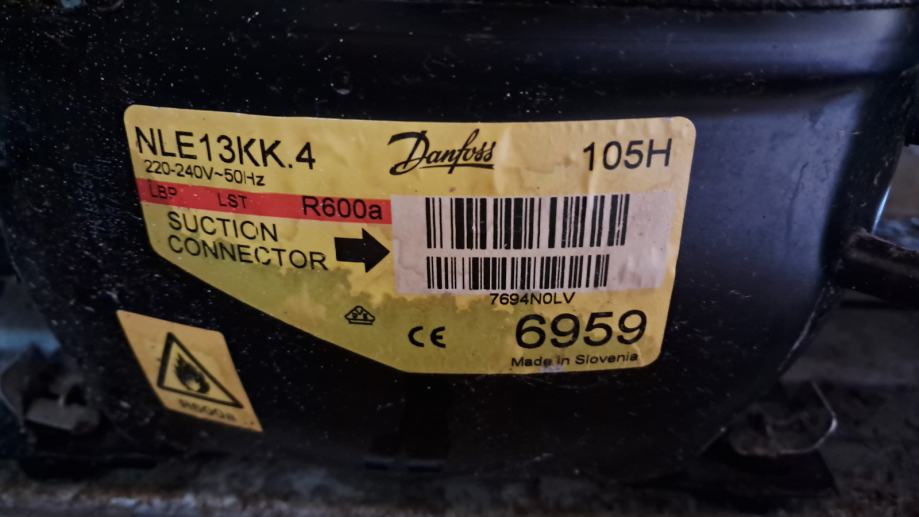 NLE13KK.4
Danfoss
105H
220-240V~50Hz
LBP LST R600a
SUCTION
CONNECTOR
7694N0LV
CE
6959
Made in Slovenia
R600a